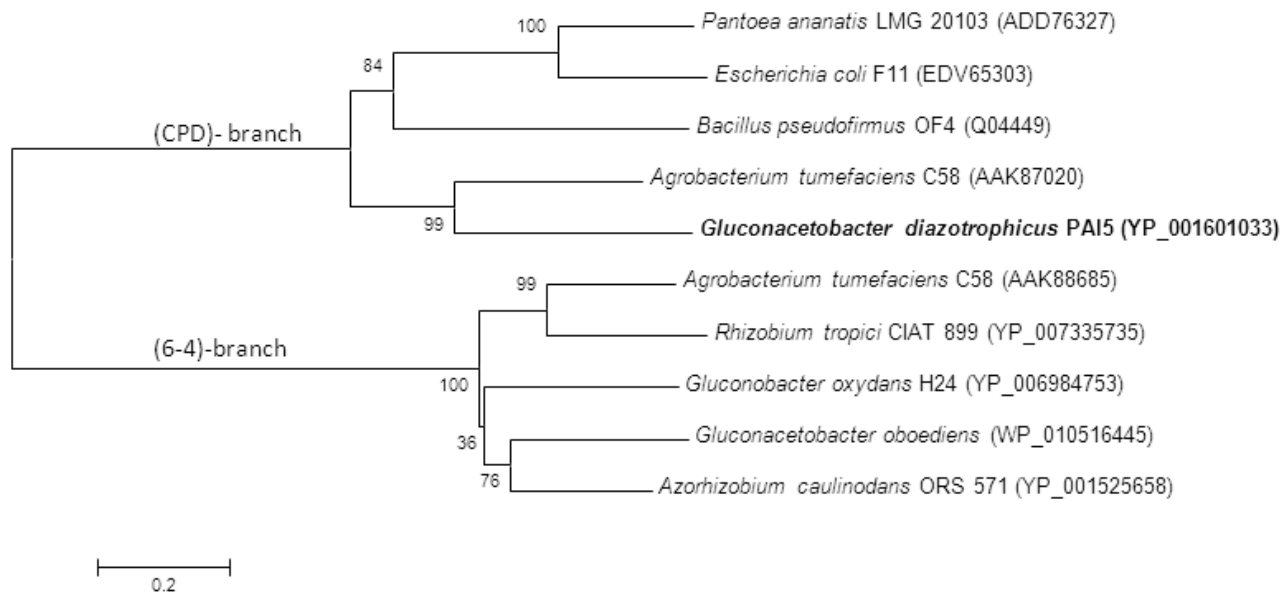 100
Pantoea ananatis LMG 20103 (ADD76327)
84
Escherichia coli F11 (EDV65303)
(CPD)- branch
Bacillus pseudofirmus OF4 (Q04449)
Agrobacterium tumefaciens C58 (AAK87020)
99
Gluconacetobacter diazotrophicus PAl5 (YP_001601033)
99
Agrobacterium tumefaciens C58 (AAK88685)
Rhizobium tropici CIAT 899 (YP_007335735)
(6-4)-branch
100
Gluconobacter oxydans H24 (YP_006984753)
36
Gluconacetobacter oboediens (WP_010516445)
76
Azorhizobium caulinodans ORS 571 (YP_001525658)
0.2